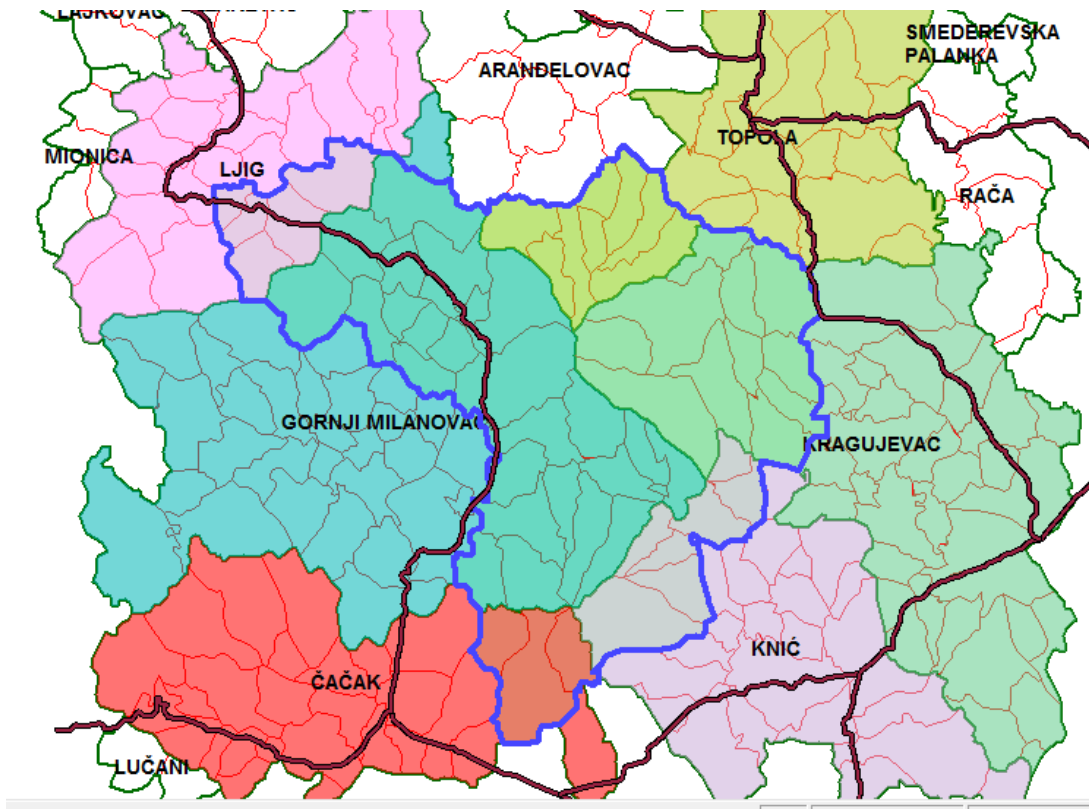 SMEDEREVSKA
PALANKA
ARANĐELOVAC
TOPOLA
MIONICA
LJIG
RAČA
GORNJI MILANOVAC
KRAGUJEVAC
KNIĆ
ČAČAK
LUČANI